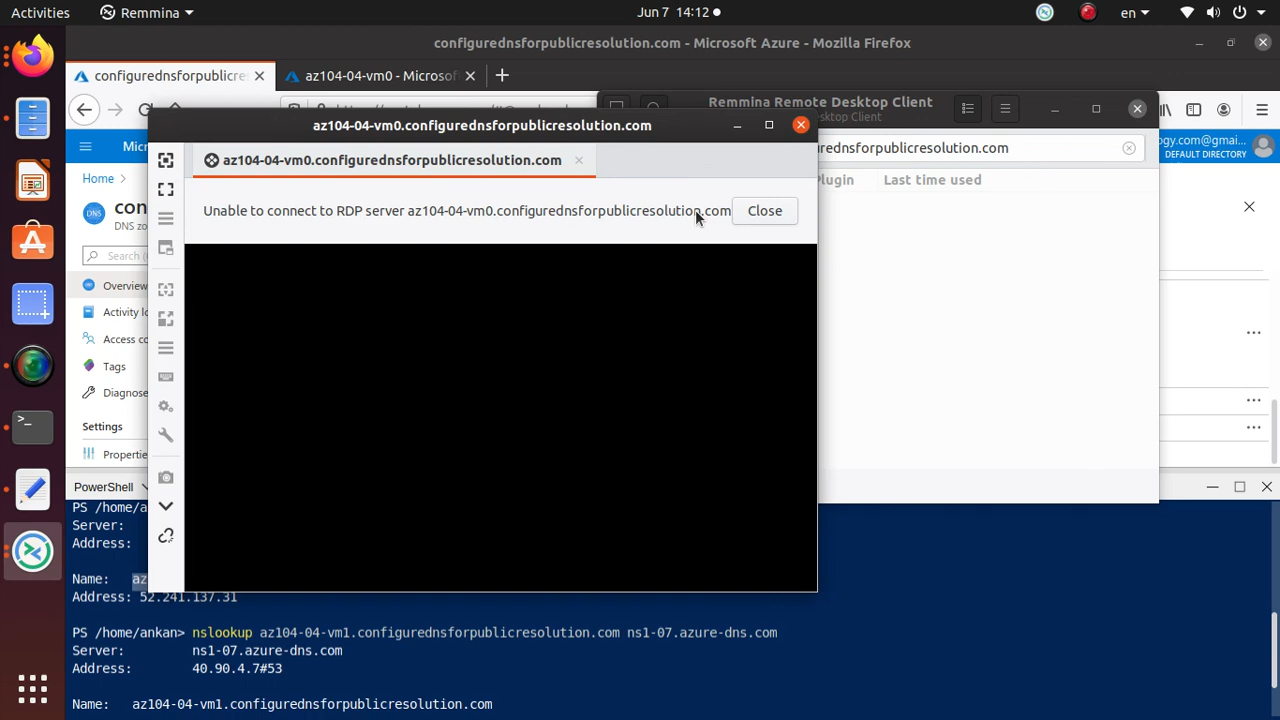 Activities
Remmina
Jun 7 14:12
en
configurednsforpublicresolution.com - Microsoft Azure - Mozilla Firefox
configurednsforpublicre
az104-04-vm0 - Microsof
Remmina Remote Desktop Client
az104-04-vm0.configurednsforpublicresolution.com
rednsforpublicresolution.com
DEFAULT DIRECTORY
az104-04-vm0.configurednsforpublicresolution.com
Plugin
Last time used
Home
con
DNS zo
Unable to connect to RDP server az104-04-vm0.configurednsforpublicresolution.com
Close
Search
Overview
Activity lo
Access co
Tags
Diagnose
Settings
Propertie
PowerShell
PS /home/a
Server:
Address:
Name: az
Address: 52.241.137.31
PS /home/ankan> nslookup az104-04-vm1.configurednsforpublicresolution.com ns1-07.azure-dns.com
Server: ns1-07.azure-dns.com
Address: 40.90.4.7#53
Name: az104-04-vm1.configurednsforpublicresolution.com